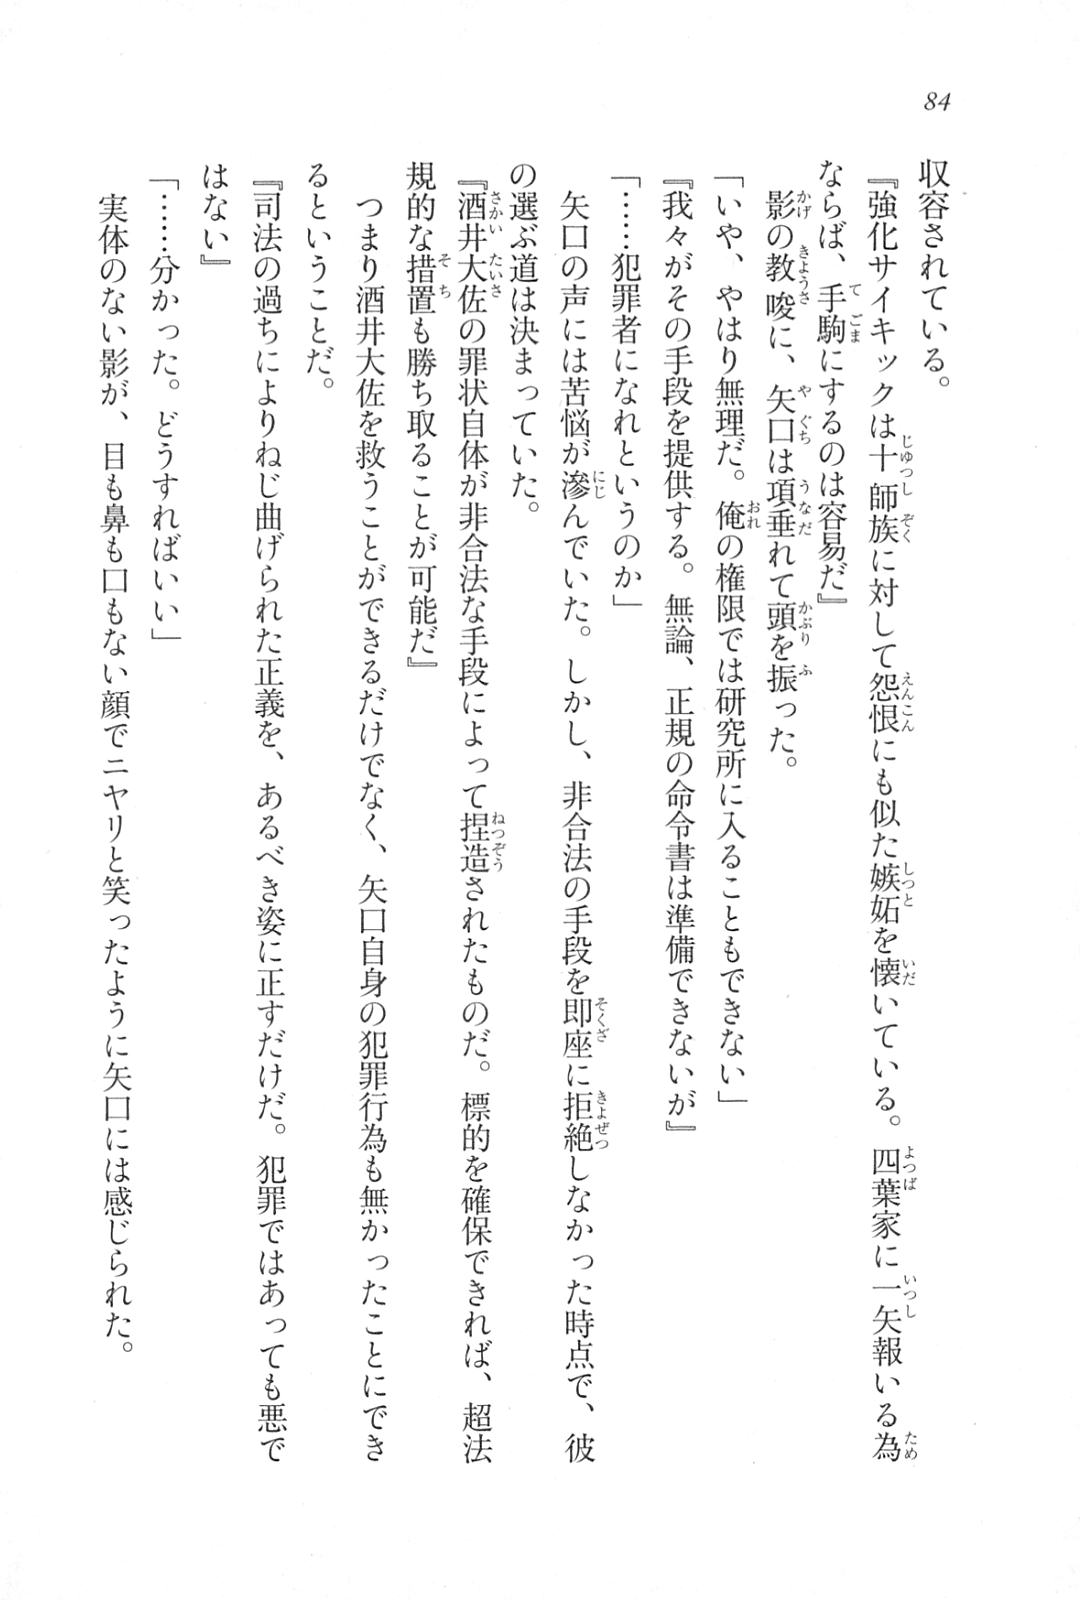 84
収容されている。
『強化サイキックは十師族に対して怨恨にも似た嫉妬を懐いている。四葉家に一矢報いる為
ならば、手駒にするのは容易だ』
影の教唆に、矢口は項垂れて頭を振った。
「いや、やはり無理だ。俺の権限では研究所に入ることもできない」
『我々がその手段を提供する。無論、正規の命令書は準備できないが』
「……犯罪者になれというのか」
矢口の声には苦悩が滲んでいた。しかし、非合法の手段を即座に拒絶しなかった時点で、彼
の選ぶ道は決まっていた。
『酒井大佐の罪状自体が非合法な手段によって捏造されたものだ。標的を確保できれば、超法
規的な措置も勝ち取ることが可能だ』
つまり酒井大佐を救うことができるだけでなく、矢口自身の犯罪行為も無かったことにでき
るということだ。
『司法の過ちによりねじ曲げられた正義を、あるべき姿に正すだけだ。犯罪ではあっても悪で
はない』
「……分かった。どうすればいい」
実体のない影が、目も鼻も口もない顔でニヤリと笑ったように矢口には感じられた。